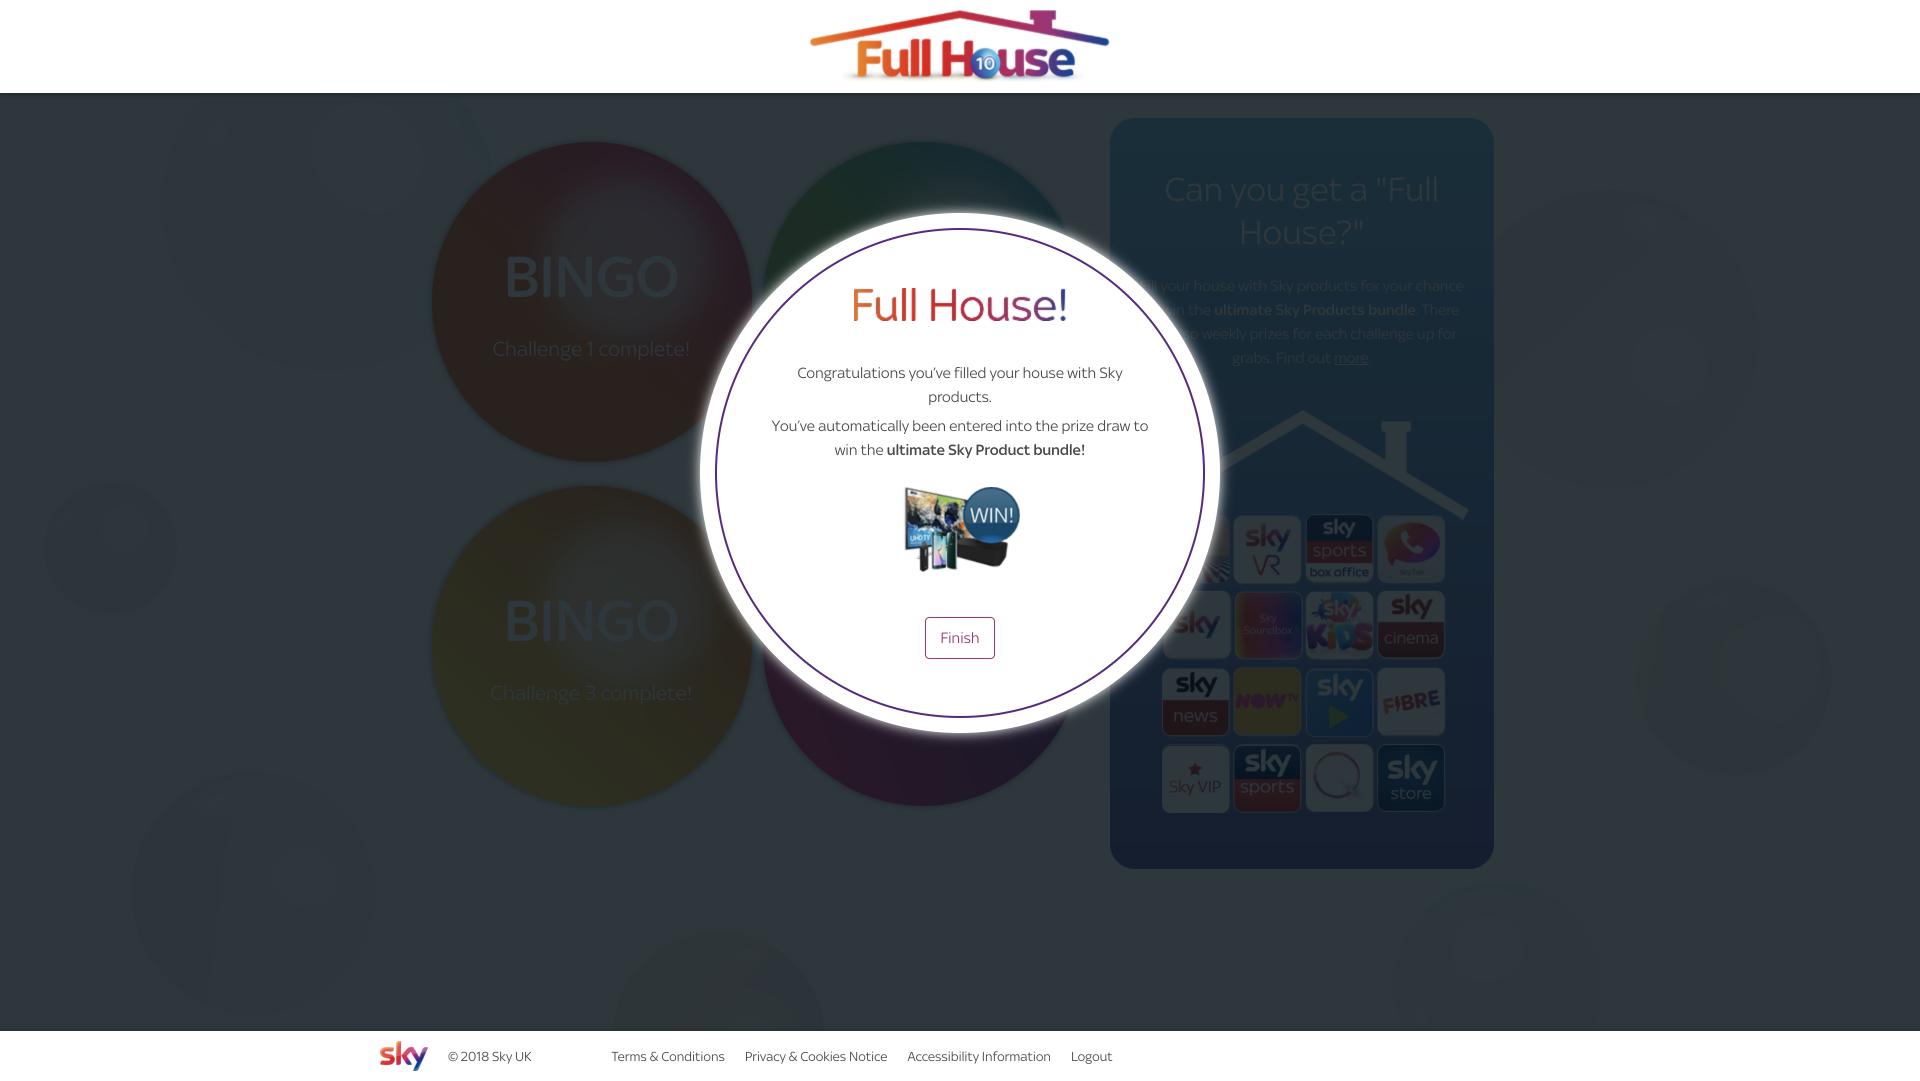 Full House
10
BINGO
Challenge 1 complete!
BINGO
Challenge 3 complete!
Full House!
Congratulations you've filled your house with Sky
products.
You've automatically been entered into the prize draw to
win the ultimate Sky Product bundle!
UHD TV
WIN!
Finish
Can you get a "Full
House?"
your house with Sky products for your chance
the ultimate Sky Products bundle. There
weekly prizes for each challenge up for
grabs. Find out more
sky VR
sky sports box office
Sky Talk
sky
Sky Soundbox
sky KIDS
sky cinema
sky news
NOW TV
sky
FIBRE
Sky VIP
sky sports
Q
sky store
sky
© 2018 Sky UK
Terms & Conditions
Privacy & Cookies Notice
Accessibility Information
Logout